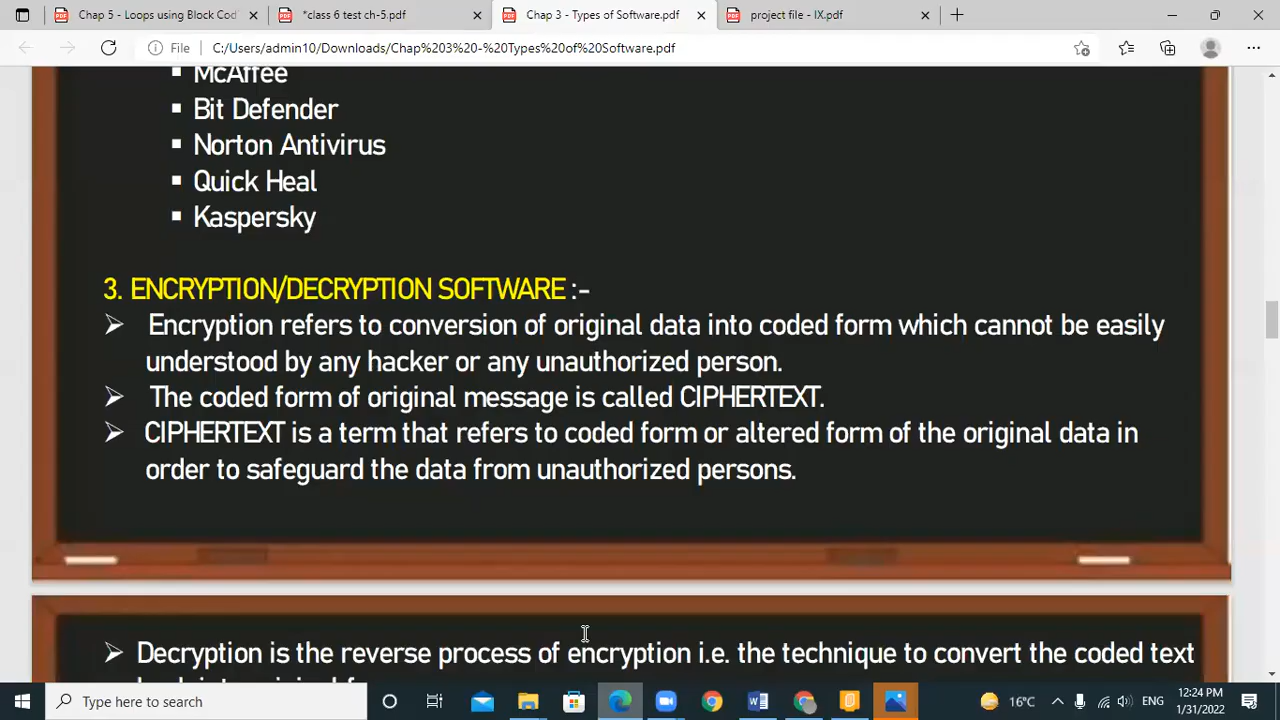 Chap 5 - Loops using Block Cod
*class 6 test ch-5.pdf
Chap 3 - Types of Software.pdf
project file - IX.pdf
File
C:/Users/admin10/Downloads/Chap%203%20-%20Types%20of%20Software.pdf
McAffee
▪ Bit Defender
▪ Norton Antivirus
▪ Quick Heal
▪ Kaspersky
3. ENCRYPTION/DECRYPTION SOFTWARE :-
➢ Encryption refers to conversion of original data into coded form which cannot be easily
understood by any hacker or any unauthorized person.
➢ The coded form of original message is called CIPHERTEXT.
➢ CIPHERTEXT is a term that refers to coded form or altered form of the original data in
order to safeguard the data from unauthorized persons.
➢ Decryption is the reverse process of encryption i.e. the technique to convert the coded text
Type here to search
16°C
ENG
12:24 PM
1/31/2022